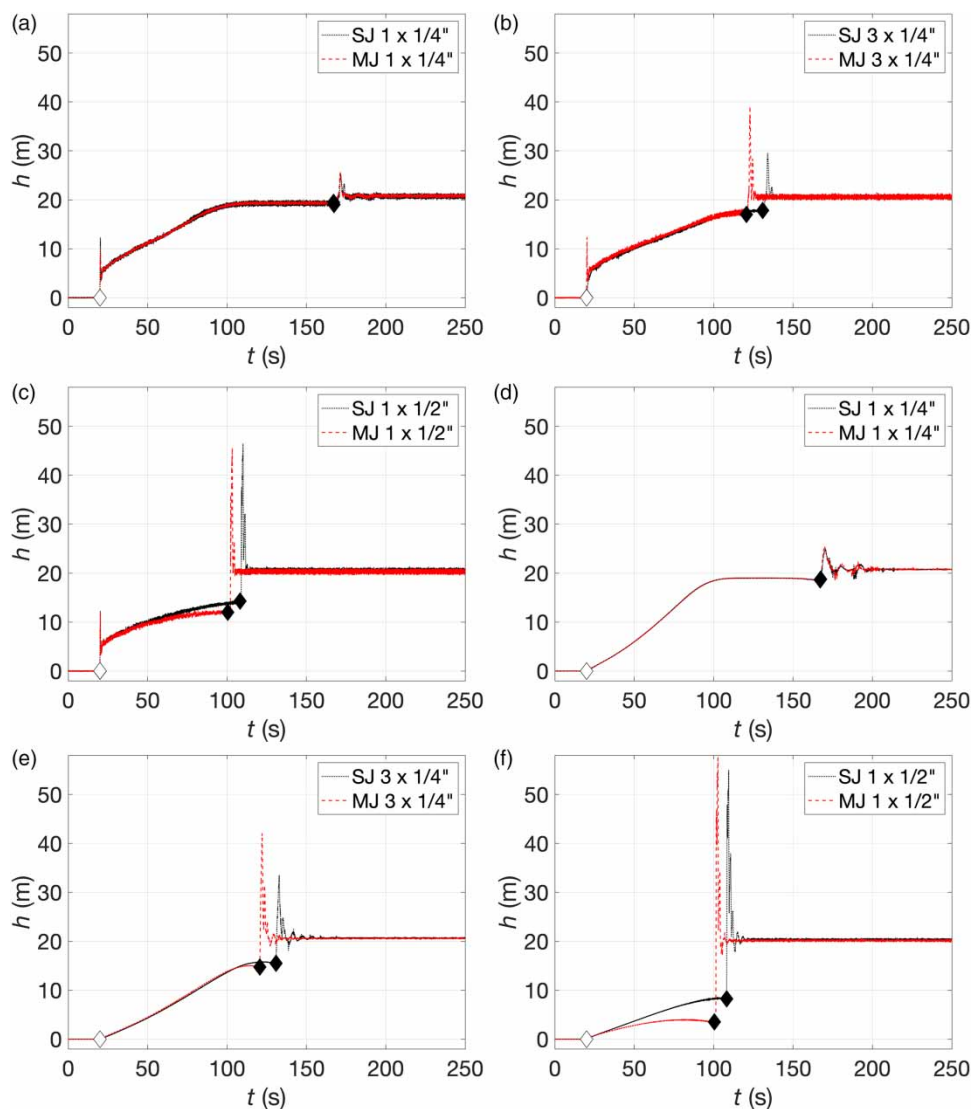 (a)
SJ 1 x 1/4"
MJ 1 x 1/4"
50
40
30
20
10
0
h (m)
0 50 100 150 200 250
t (s)
(b)
SJ 3 x 1/4"
MJ 3 x 1/4"
50
40
30
20
10
0
h (m)
0 50 100 150 200 250
t (s)
(c)
SJ 1 x 1/2"
MJ 1 x 1/2"
50
40
30
20
10
0
h (m)
0 50 100 150 200 250
t (s)
(d)
SJ 1 x 1/4"
MJ 1 x 1/4"
50
40
30
20
10
0
h (m)
0 50 100 150 200 250
t (s)
(e)
SJ 3 x 1/4"
MJ 3 x 1/4"
50
40
30
20
10
0
h (m)
0 50 100 150 200 250
t (s)
(f)
SJ 1 x 1/2"
MJ 1 x 1/2"
50
40
30
20
10
0
h (m)
0 50 100 150 200 250
t (s)